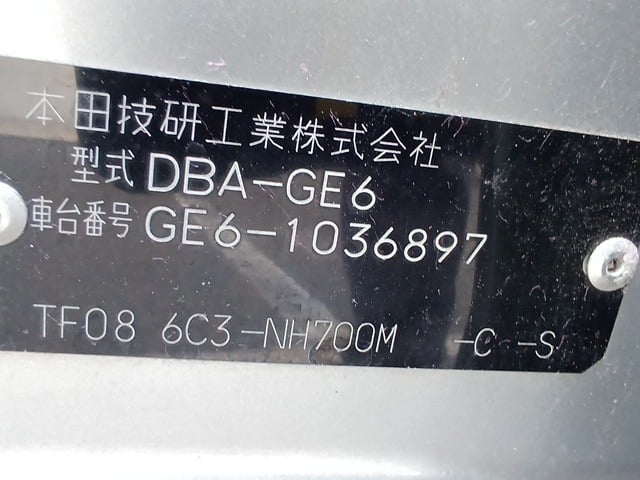 本田技研工業株式会社
型式 DBA-GE6
車台番号 GE6-1036897
TF08 6C3-NH700M -C -S